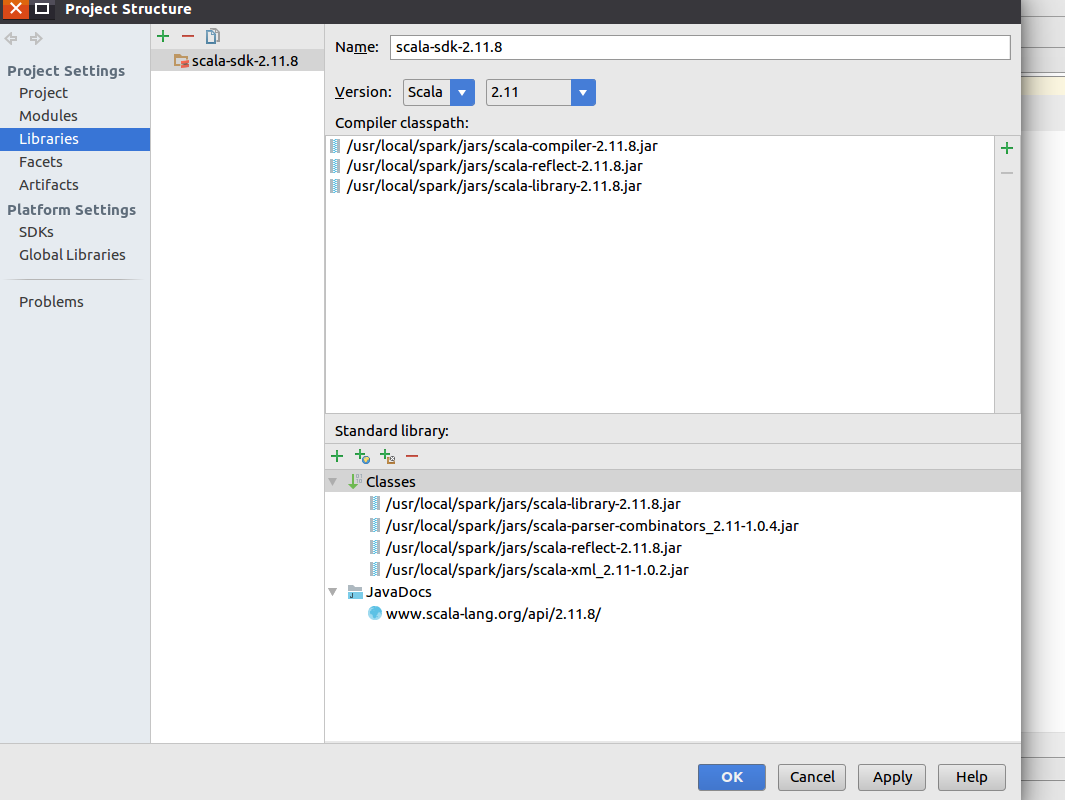 Project Structure
Project Settings
Project
Modules
Libraries
Facets
Artifacts
Platform Settings
SDKs
Global Libraries
Problems
scala-sdk-2.11.8
Name: scala-sdk-2.11.8
Version: Scala 2.11
Compiler classpath:
/usr/local/spark/jars/scala-compiler-2.11.8.jar
/usr/local/spark/jars/scala-reflect-2.11.8.jar
/usr/local/spark/jars/scala-library-2.11.8.jar
Standard library:
Classes
/usr/local/spark/jars/scala-library-2.11.8.jar
/usr/local/spark/jars/scala-parser-combinators_2.11-1.0.4.jar
/usr/local/spark/jars/scala-reflect-2.11.8.jar
/usr/local/spark/jars/scala-xml_2.11-1.0.2.jar
JavaDocs
www.scala-lang.org/api/2.11.8/
OK Cancel Apply Help